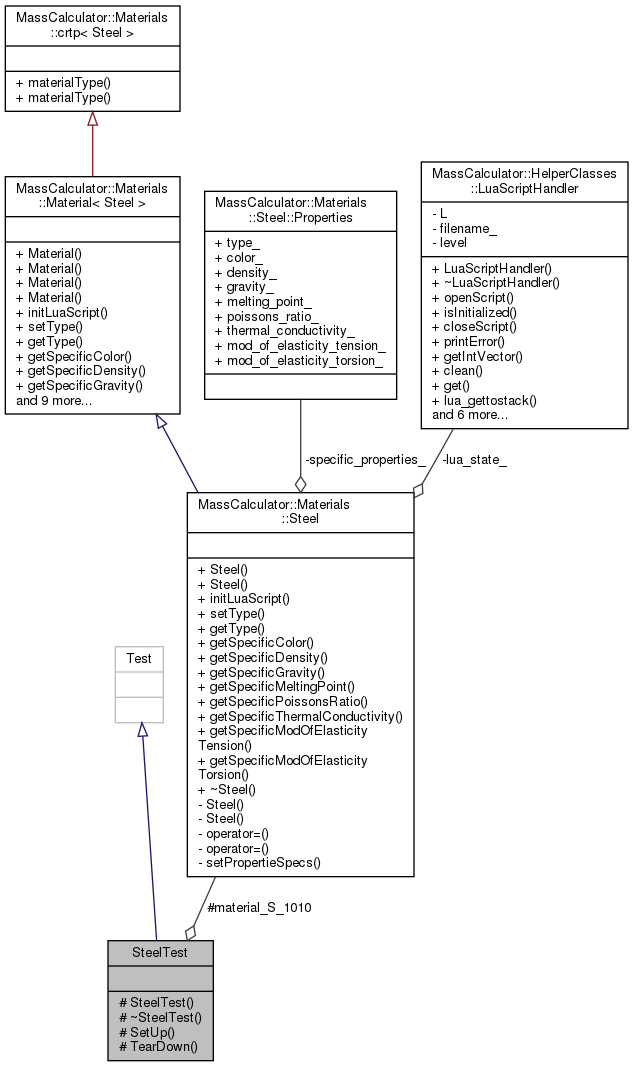 MassCalculator::Materials
::crtp< Steel >
+ materialType()
+ materialType()
MassCalculator::Materials
::Material< Steel >
+ Material()
+ Material()
+ Material()
+ Material()
+ initLuaScript()
+ setType()
+ getType()
+ getSpecificColor()
+ getSpecificDensity()
+ getSpecificGravity()
and 9 more...
MassCalculator::Materials
::Steel::Properties
+ type_
+ color_
+ density_
+ gravity_
+ melting_point_
+ poissons_ratio_
+ thermal_conductivity_
+ mod_of_elasticity_tension_
+ mod_of_elasticity_torsion_
MassCalculator::HelperClasses
::LuaScriptHandler
- L
- filename_
- level
+ LuaScriptHandler()
+ ~LuaScriptHandler()
+ openScript()
+ isInitialized()
+ closeScript()
+ printError()
+ getIntVector()
+ clean()
+ get()
+ lua_gettostack()
and 6 more...
-specific_properties_
-lua_state_
MassCalculator::Materials
::Steel
+ Steel()
+ Steel()
+ initLuaScript()
+ setType()
+ getType()
+ getSpecificColor()
+ getSpecificDensity()
+ getSpecificGravity()
+ getSpecificMeltingPoint()
+ getSpecificPoissonsRatio()
+ getSpecificThermalConductivity()
+ getSpecificModOfElasticity
Tension()
+ getSpecificModOfElasticity
Torsion()
+ ~Steel()
- Steel()
- Steel()
- operator=()
- operator=()
- setPropertieSpecs()
Test
#material_S_1010
SteelTest
# SteelTest()
# ~SteelTest()
# SetUp()
# TearDown()